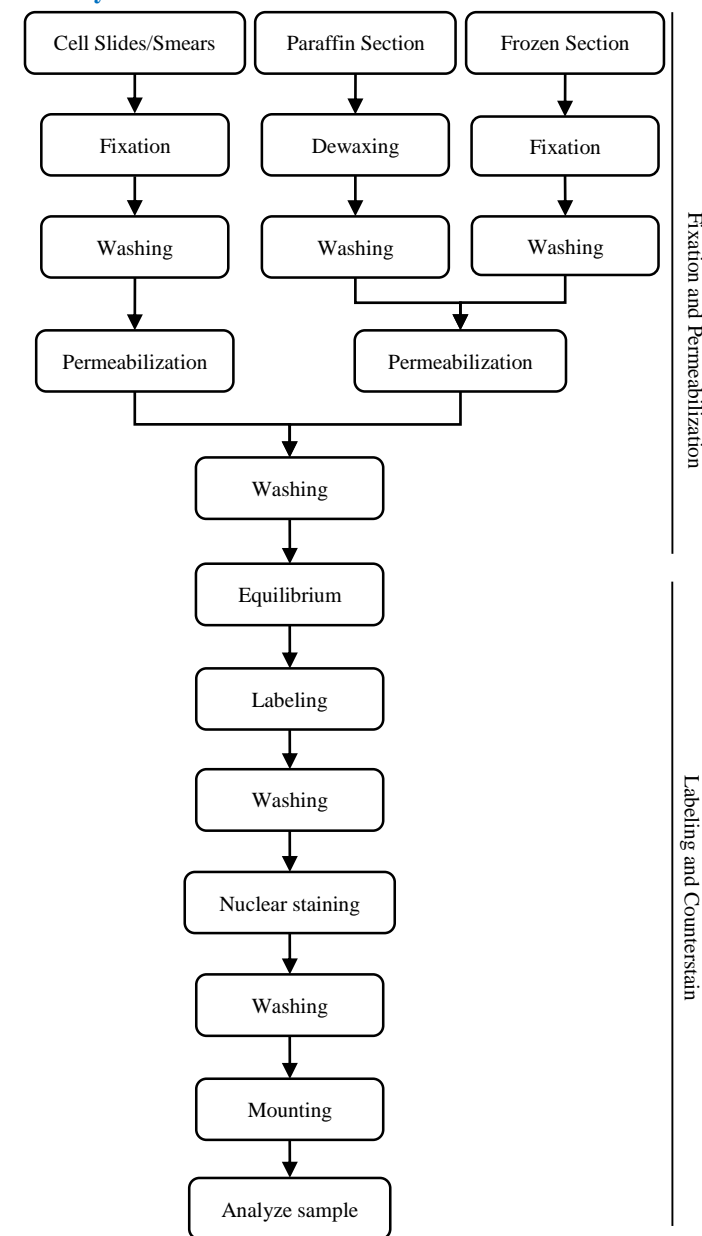 Cell Slides/Smears
Paraffin Section
Frozen Section
Fixation
Dewaxing
Fixation
Washing
Washing
Washing
Permeabilization
Permeabilization
Washing
Equilibrium
Labeling
Washing
Nuclear staining
Washing
Mounting
Analyze sample
Fixation and Permeabilization
Labeling and Counterstain